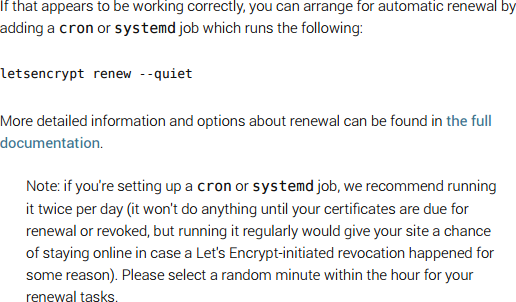 If that appears to be working correctly, you can arrange for automatic renewal by
adding a cron or systemd job which runs the following:
letsencrypt renew --quiet
More detailed information and options about renewal can be found in the full
documentation.
Note: if you're setting up a cron or systemd job, we recommend running
it twice per day (it won't do anything until your certificates are due for
renewal or revoked, but running it regularly would give your site a chance
of staying online in case a Let's Encrypt-initiated revocation happened for
some reason). Please select a random minute within the hour for your
renewal tasks.